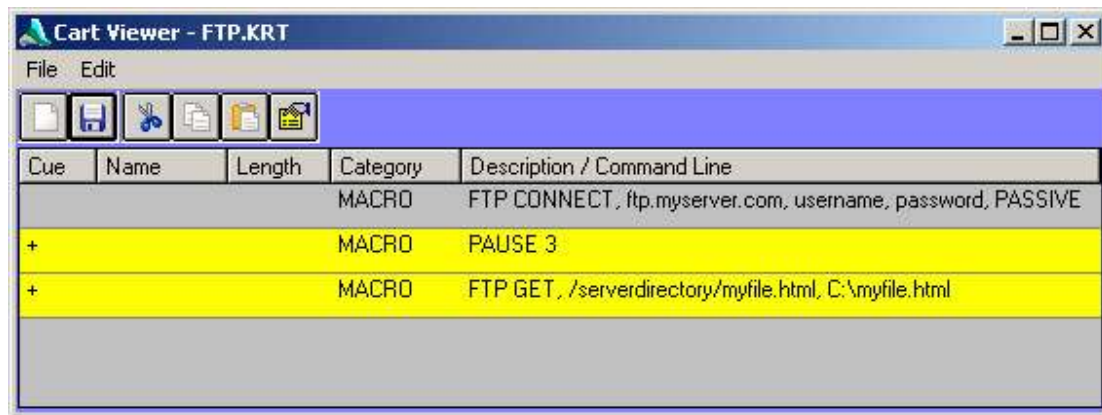 Cart Viewer - FTP.KRT
File Edit
Cue Name Length Category Description / Command Line
MACRO FTP CONNECT, ftp.myserver.com, username, password, PASSIVE
+ MACRO PAUSE 3
+ MACRO FTP GET, /serverdirectory/myfile.html, C:\myfile.html